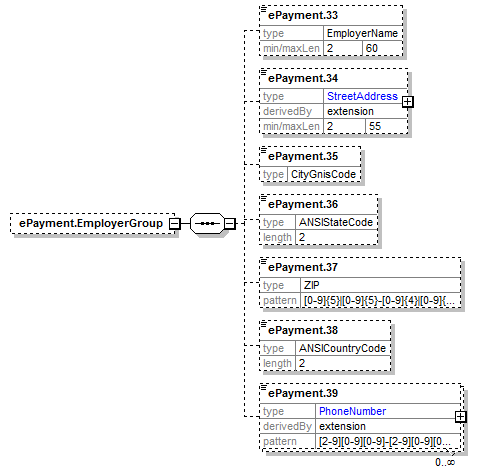 ePayment.33
type EmployerName
min/maxLen 2 60
ePayment.34
type StreetAddress
derivedBy extension
min/maxLen 2 55
ePayment.35
type CityGnisCode
ePayment.EmployerGroup
ePayment.36
type ANSIStateCode
length 2
ePayment.37
type ZIP
pattern [0-9]{5}|[0-9]{5}-[0-9]{4}|[0-9]{...
ePayment.38
type ANSICountryCode
length 2
ePayment.39
type PhoneNumber
derivedBy extension
pattern [2-9][0-9][0-9]-[2-9][0-9][0...
0..∞